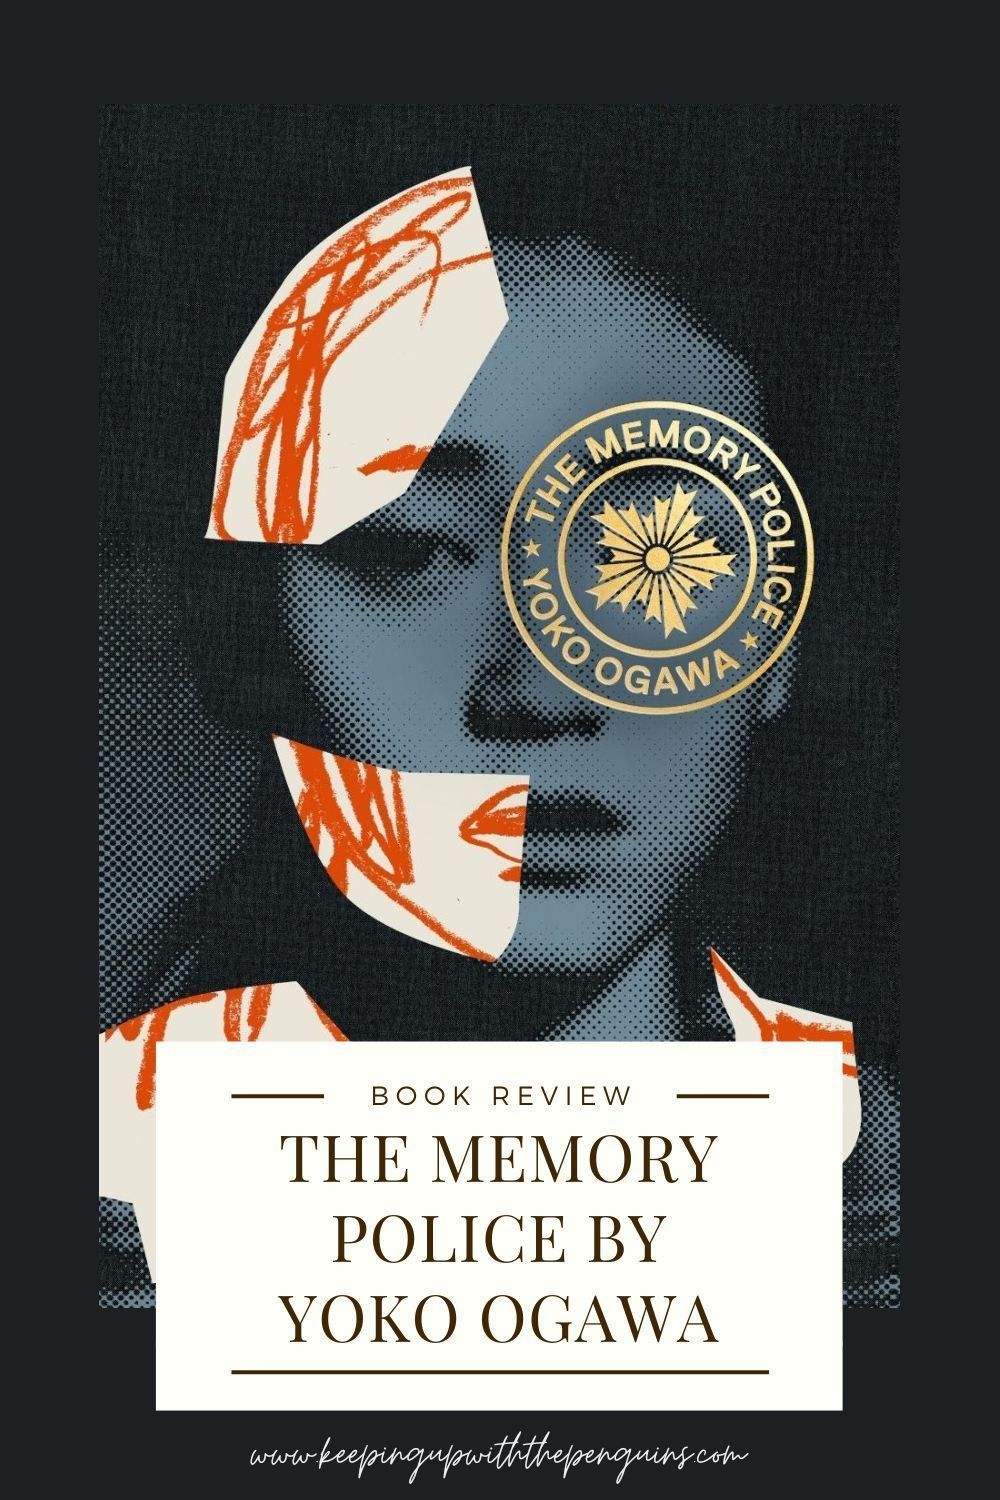 THE MEMORY POLICE
★ YOKO OGAWA ★
BOOK REVIEW
THE MEMORY
POLICE BY
YOKO OGAWA
www.keepingupwiththepenguins.com